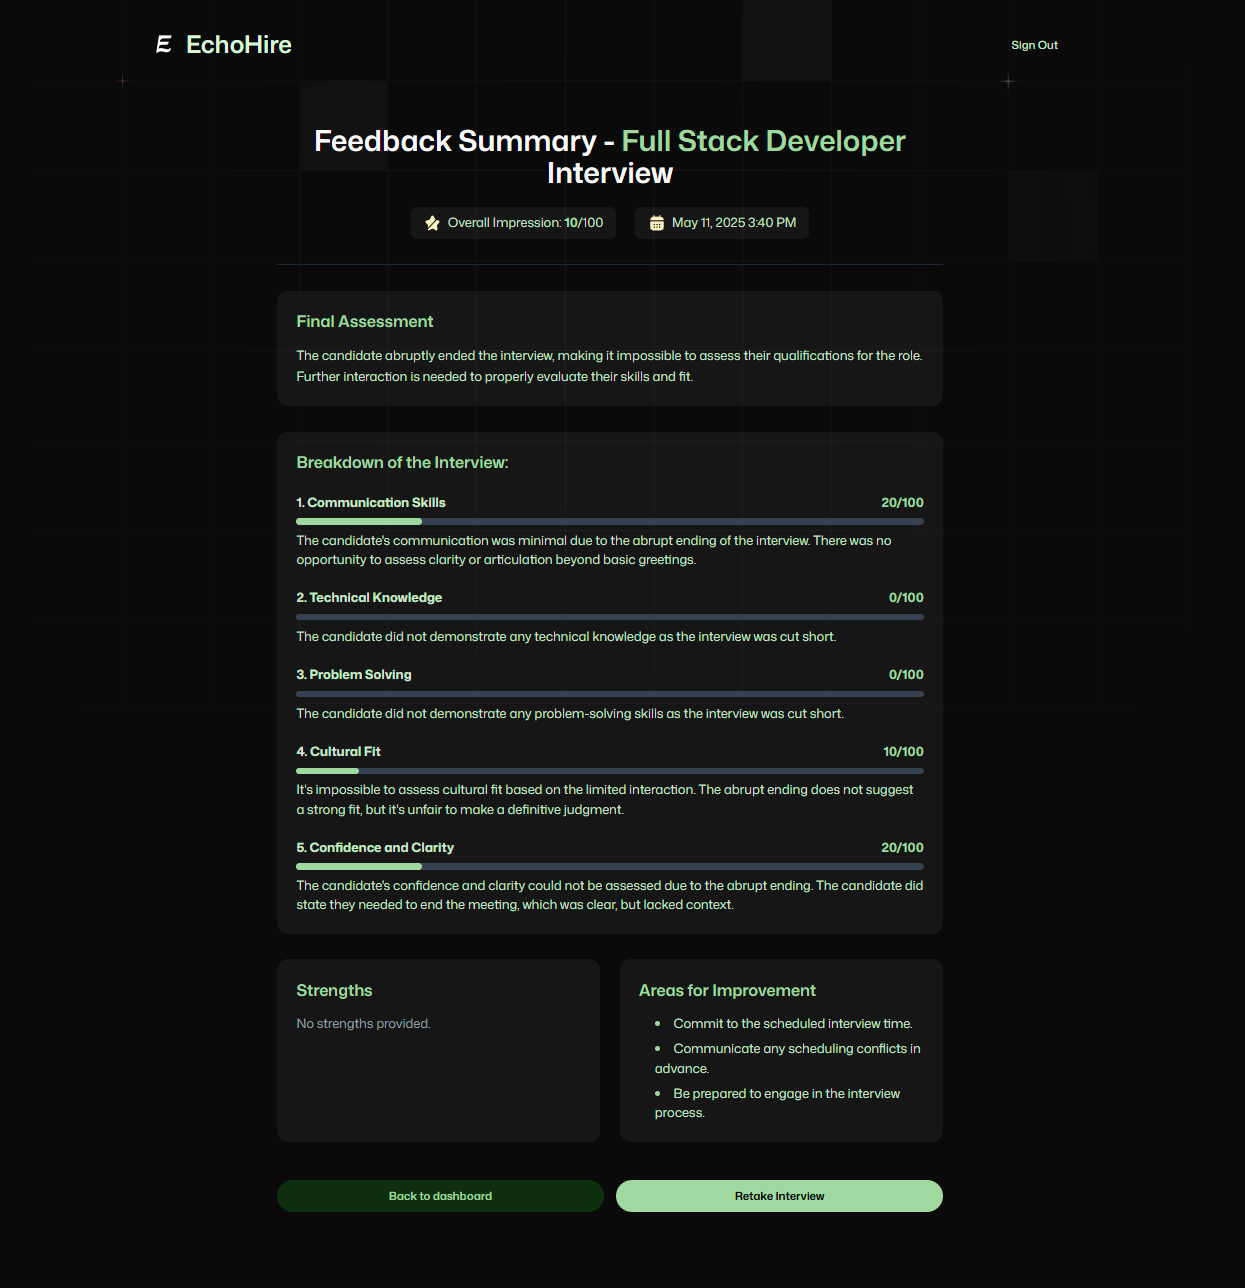 EchoHire
Sign Out
Feedback Summary - Full Stack Developer
Interview
Overall Impression: 10/100
May 11, 2025 3:40 PM
Final Assessment
The candidate abruptly ended the interview, making it impossible to assess their qualifications for the role.
Further interaction is needed to properly evaluate their skills and fit.
Breakdown of the Interview:
1. Communication Skills 20/100
The candidate's communication was minimal due to the abrupt ending of the interview. There was no
opportunity to assess clarity or articulation beyond basic greetings.
2. Technical Knowledge 0/100
The candidate did not demonstrate any technical knowledge as the interview was cut short.
3. Problem Solving 0/100
The candidate did not demonstrate any problem-solving skills as the interview was cut short.
4. Cultural Fit 10/100
It's impossible to assess cultural fit based on the limited interaction. The abrupt ending does not suggest
a strong fit, but it's unfair to make a definitive judgment.
5. Confidence and Clarity 20/100
The candidate's confidence and clarity could not be assessed due to the abrupt ending. The candidate did
state they needed to end the meeting, which was clear, but lacked context.
Strengths
No strengths provided.
Areas for Improvement
• Commit to the scheduled interview time.
• Communicate any scheduling conflicts in
advance.
• Be prepared to engage in the interview
process.
Back to dashboard
Retake Interview